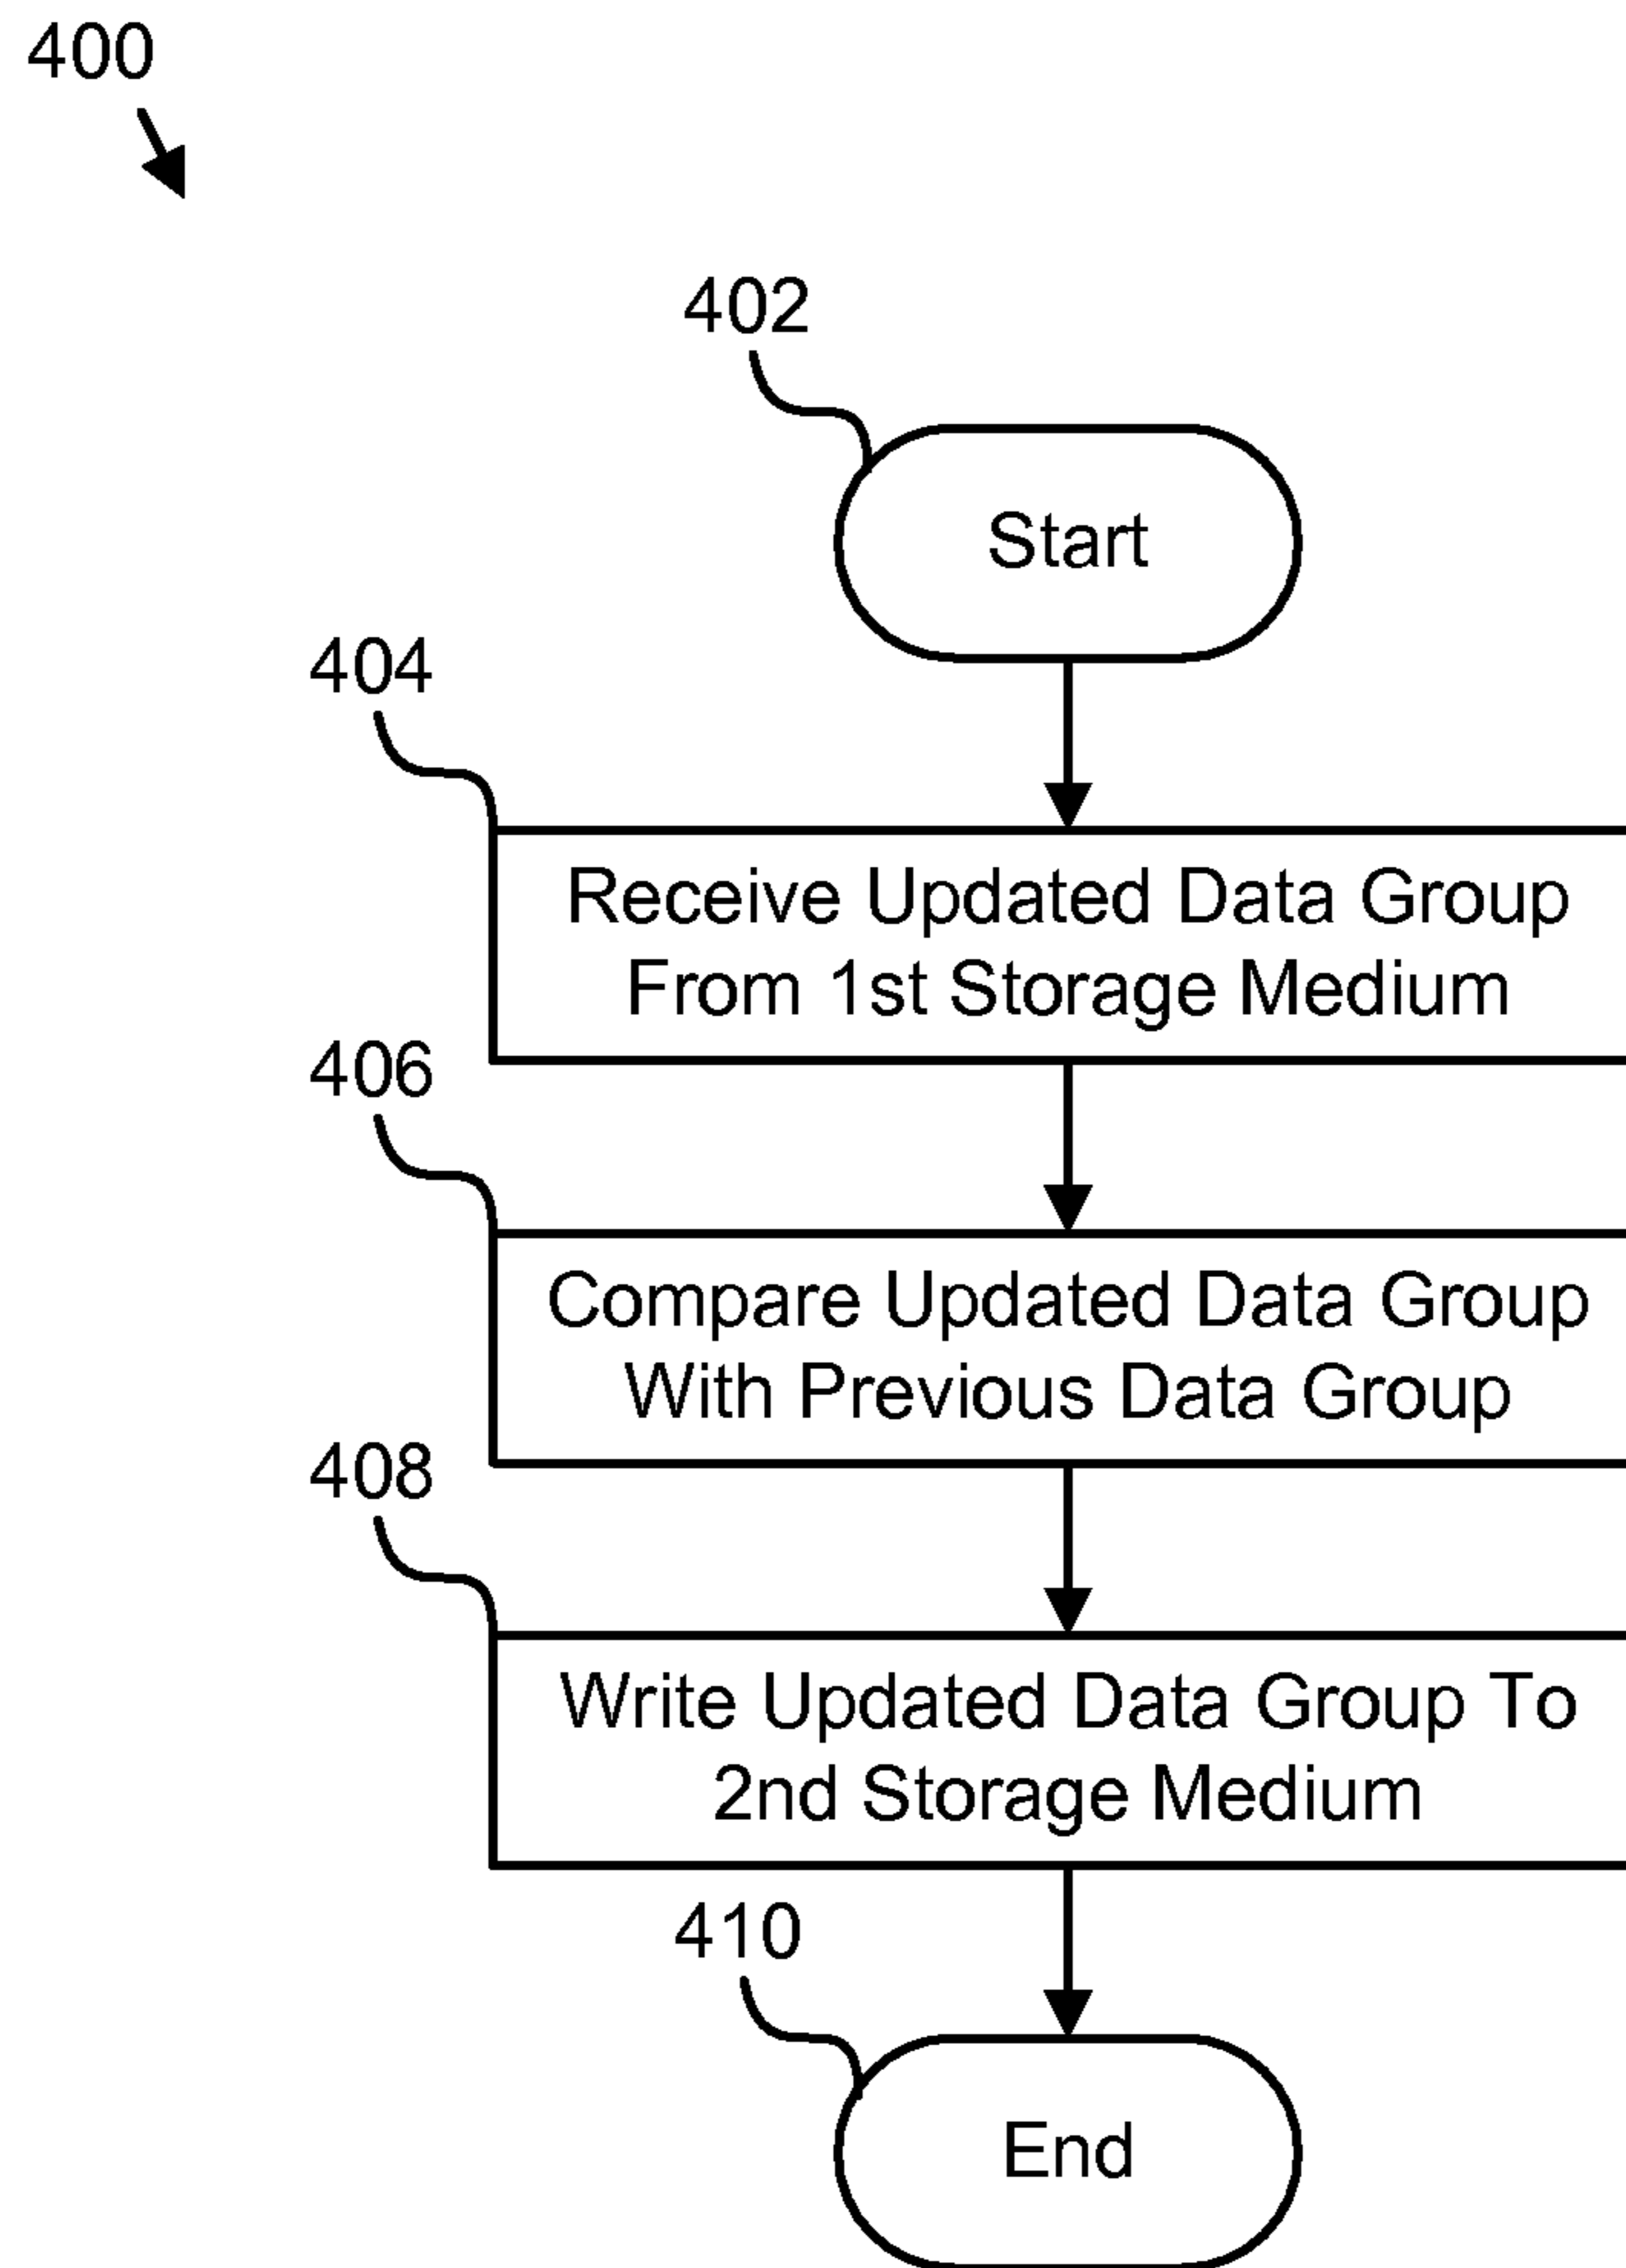 400
402
Start
404
Receive Updated Data Group
From 1st Storage Medium
406
Compare Updated Data Group
With Previous Data Group
408
Write Updated Data Group To
2nd Storage Medium
410
End